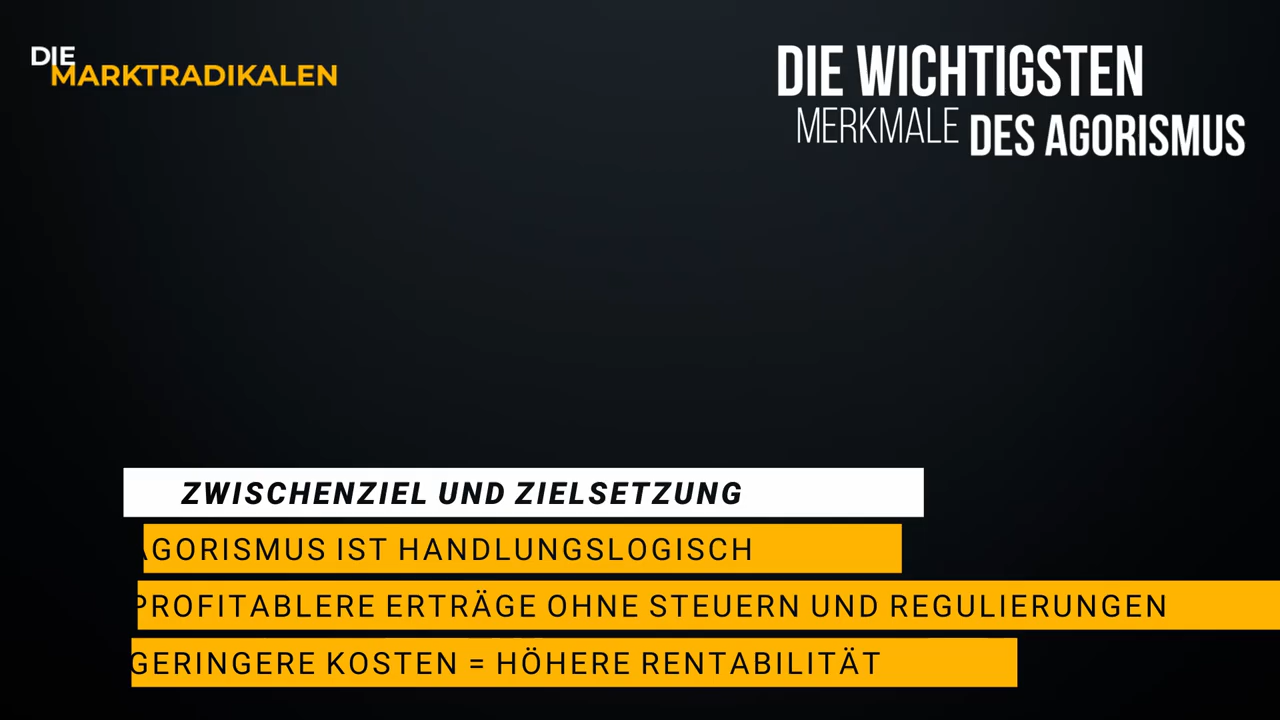 DIE
MARKTRADIKALEN
DIE WICHTIGSTEN
MERKMALE DES AGORISMUS
ZWISCHENZIEL UND ZIELSETZUNG
AGORISMUS IST HANDLUNGSLOGISCH
PROFITABLERE ERTRÄGE OHNE STEUERN UND REGULIERUNGEN
GERINGERE KOSTEN = HÖHERE RENTABILITÄT